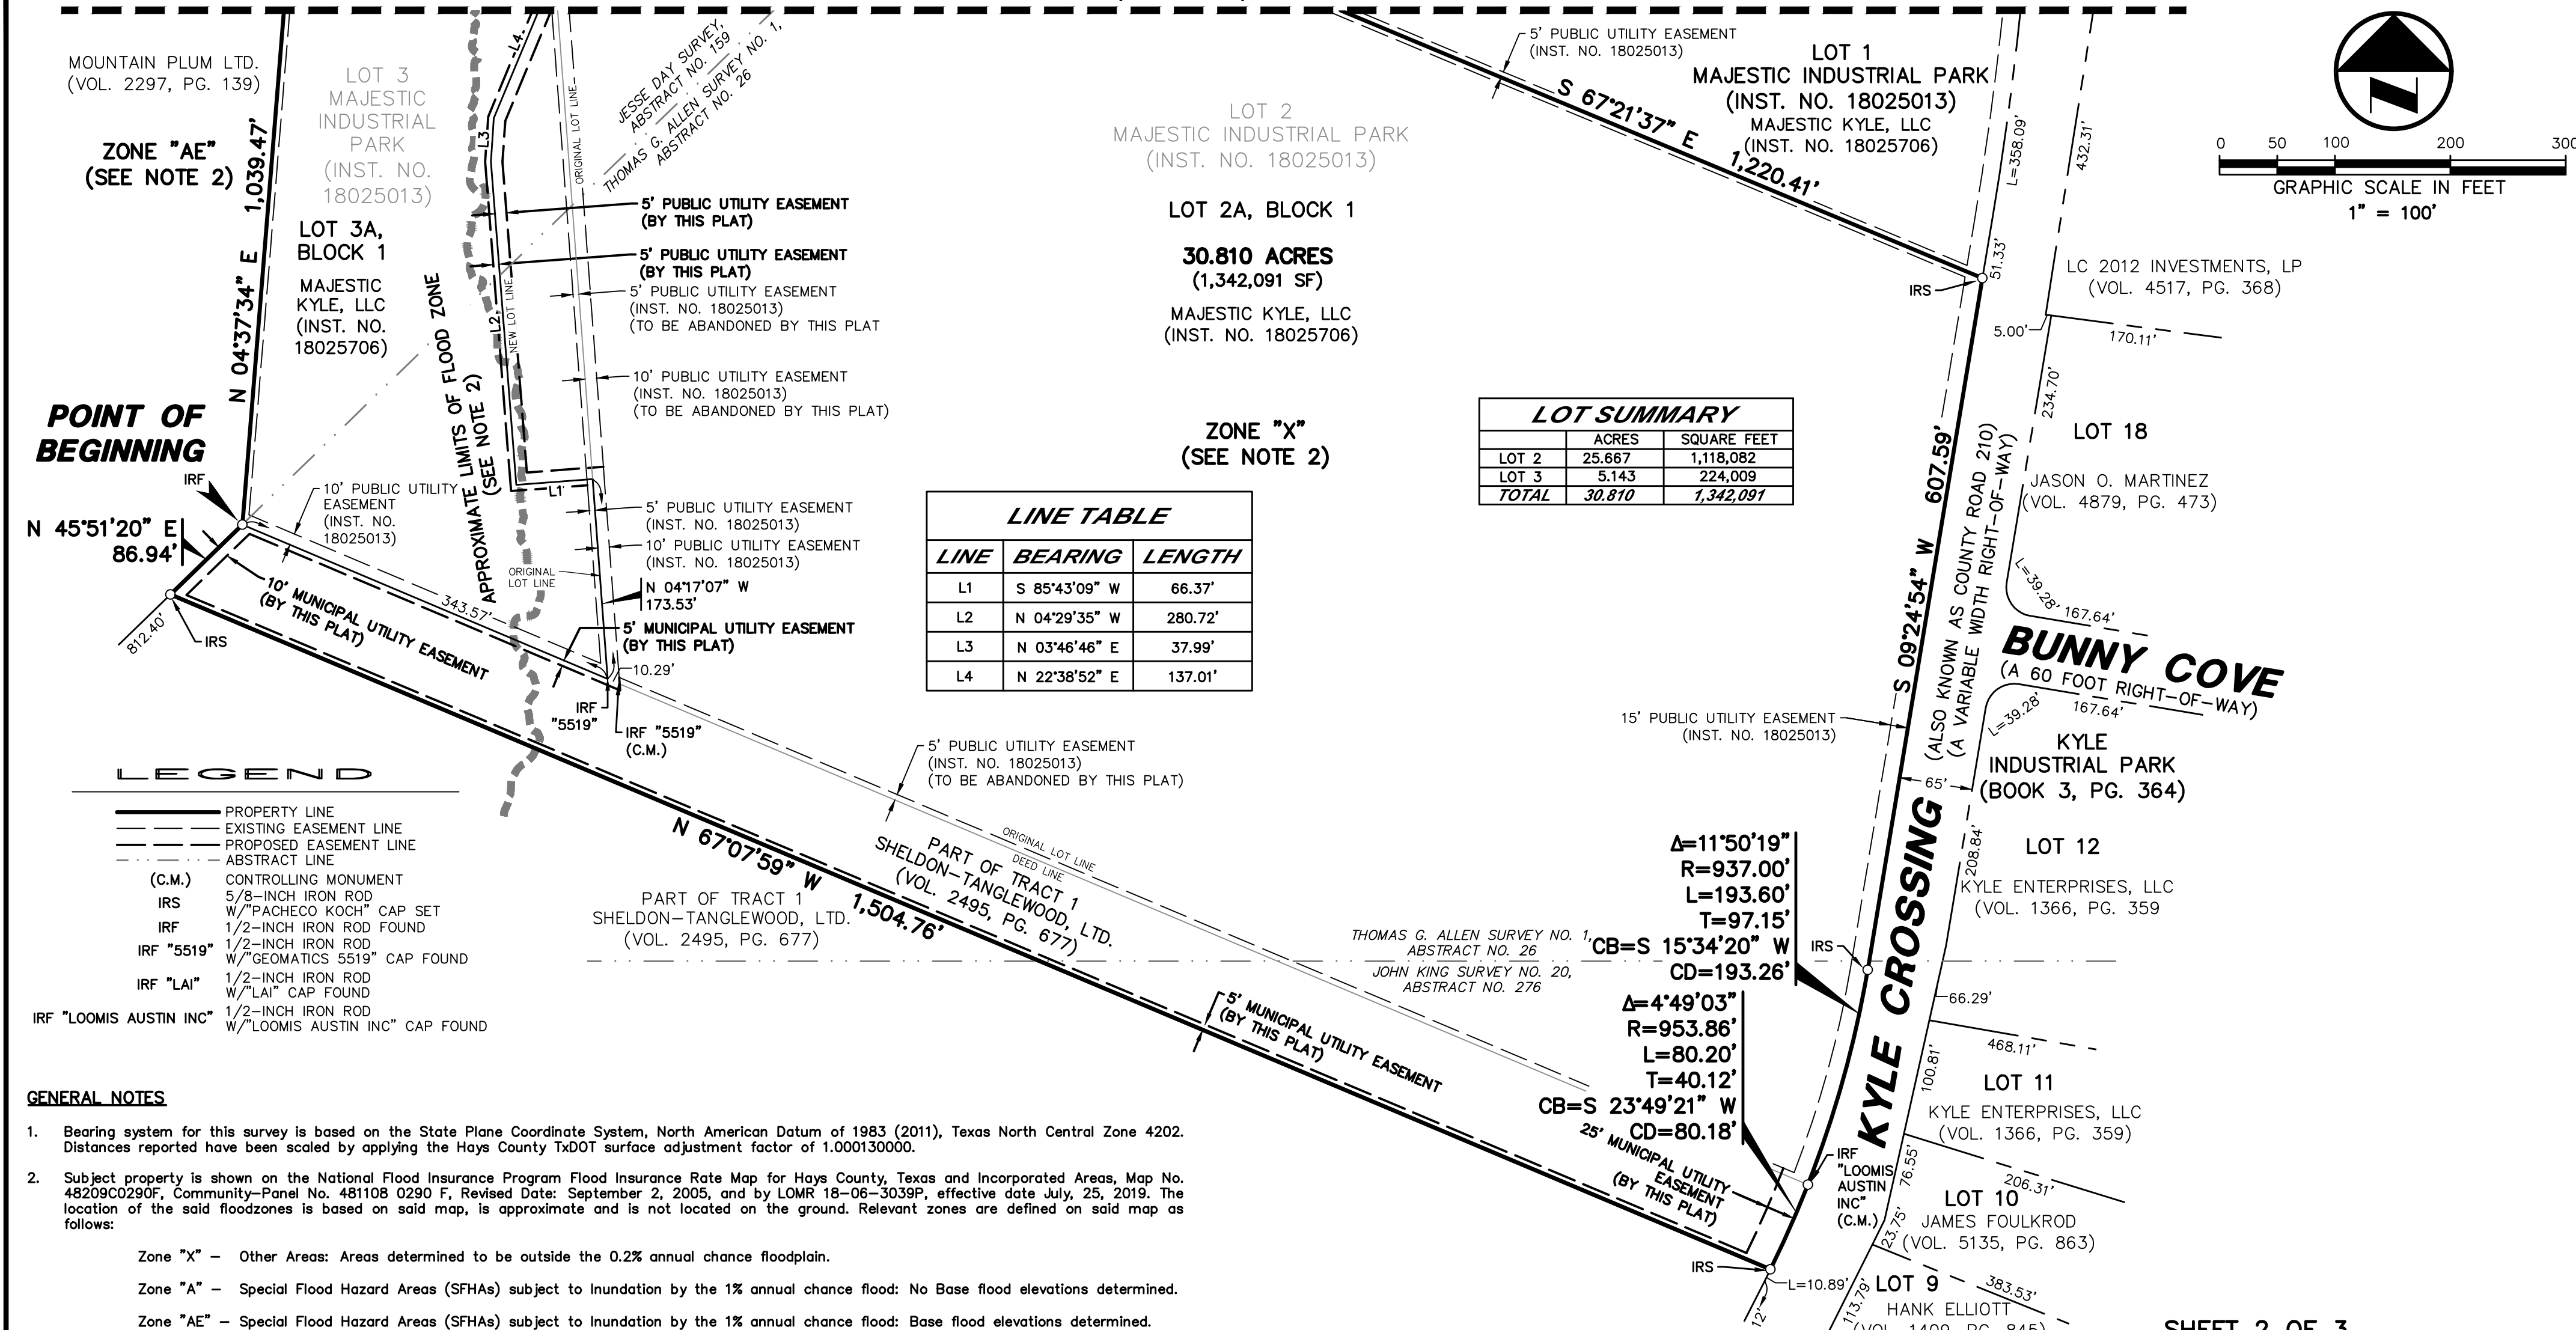 MOUNTAIN PLUM LTD.
(VOL. 2297, PG. 139)
ZONE "AE"
(SEE NOTE 2)
N 04°37'34" E 1,039.47'
LOT 3
MAJESTIC
INDUSTRIAL
PARK
(INST. NO.
18025013)
LOT 3A,
BLOCK 1
MAJESTIC
KYLE, LLC
(INST. NO.
18025706)
POINT OF
BEGINNING
IRF
N 45°51'20" E
86.94'
812.40'
IRS
10' PUBLIC UTILITY
EASEMENT
(INST. NO.
18025013)
10' MUNICIPAL UTILITY EASEMENT
(BY THIS PLAT)
343.57'
APPROXIMATE LIMITS OF FLOOD ZONE
(SEE NOTE 2)
L4
L3
L2
L1
NEW LOT LINE
ORIGINAL LOT LINE
JESSE DAY SURVEY,
ABSTRACT NO. 159
THOMAS G. ALLEN SURVEY NO. 1,
ABSTRACT NO. 26
5' PUBLIC UTILITY EASEMENT
(BY THIS PLAT)
5' PUBLIC UTILITY EASEMENT
(BY THIS PLAT)
5' PUBLIC UTILITY EASEMENT
(INST. NO. 18025013)
(TO BE ABANDONED BY THIS PLAT
10' PUBLIC UTILITY EASEMENT
(INST. NO. 18025013)
(TO BE ABANDONED BY THIS PLAT)
5' PUBLIC UTILITY EASEMENT
(INST. NO. 18025013)
10' PUBLIC UTILITY EASEMENT
(INST. NO. 18025013)
ORIGINAL
LOT LINE
N 04°17'07" W
173.53'
5' MUNICIPAL UTILITY EASEMENT
(BY THIS PLAT)
10.29'
IRF
"5519"
IRF "5519"
(C.M.)
LOT 2
MAJESTIC INDUSTRIAL PARK
(INST. NO. 18025013)
LOT 2A, BLOCK 1
30.810 ACRES
(1,342,091 SF)
MAJESTIC KYLE, LLC
(INST. NO. 18025706)
ZONE "X"
(SEE NOTE 2)
LINE TABLE
LINE BEARING LENGTH
L1 S 85°43'09" W 66.37'
L2 N 04°29'35" W 280.72'
L3 N 03°46'46" E 37.99'
L4 N 22°38'52" E 137.01'
LOT SUMMARY
ACRES SQUARE FEET
LOT 2 25.667 1,118,082
LOT 3 5.143 224,009
TOTAL 30.810 1,342,091
5' PUBLIC UTILITY EASEMENT
(INST. NO. 18025013)
S 67°21'37" E 1,220.41'
LOT 1
MAJESTIC INDUSTRIAL PARK
(INST. NO. 18025013)
MAJESTIC KYLE, LLC
(INST. NO. 18025706)
L=358.09'
432.31'
51.33'
IRS
0 50 100 200 300
GRAPHIC SCALE IN FEET
1" = 100'
LC 2012 INVESTMENTS, LP
(VOL. 4517, PG. 368)
5.00'
170.11'
234.70'
LOT 18
JASON O. MARTINEZ
(VOL. 4879, PG. 473)
S 09°24'54" W 607.59'
(ALSO KNOWN AS COUNTY ROAD 210)
(A VARIABLE WIDTH RIGHT-OF-WAY)
L=39.28'
167.64'
BUNNY COVE
(A 60 FOOT RIGHT-OF-WAY)
167.64'
L=39.28'
15' PUBLIC UTILITY EASEMENT
(INST. NO. 18025013)
KYLE
INDUSTRIAL PARK
(BOOK 3, PG. 364)
65'
KYLE CROSSING
208.84'
LOT 12
KYLE ENTERPRISES, LLC
(VOL. 1366, PG. 359
66.29'
468.11'
100.81'
LOT 11
KYLE ENTERPRISES, LLC
(VOL. 1366, PG. 359)
76.55'
206.31'
LOT 10
JAMES FOULKROD
(VOL. 5135, PG. 863)
23.75'
383.53'
LOT 9
HANK ELLIOTT
(VOL. 1409, PG. 845)
113.79'
L=10.89'
12'
Δ=11°50'19"
R=937.00'
L=193.60'
T=97.15'
CB=S 15°34'20" W
CD=193.26'
IRS
Δ=4°49'03"
R=953.86'
L=80.20'
T=40.12'
CB=S 23°49'21" W
CD=80.18'
25' MUNICIPAL UTILITY
EASEMENT
(BY THIS PLAT)
IRF
"LOOMIS
AUSTIN
INC"
(C.M.)
IRS
THOMAS G. ALLEN SURVEY NO. 1,
ABSTRACT NO. 26
JOHN KING SURVEY NO. 20,
ABSTRACT NO. 276
5' PUBLIC UTILITY EASEMENT
(INST. NO. 18025013)
(TO BE ABANDONED BY THIS PLAT)
ORIGINAL LOT LINE
DEED LINE
PART OF TRACT 1
SHELDON-TANGLEWOOD, LTD.
(VOL. 2495, PG. 677)
N 67°07'59" W 1,504.76'
PART OF TRACT 1
SHELDON-TANGLEWOOD, LTD.
(VOL. 2495, PG. 677)
5' MUNICIPAL UTILITY EASEMENT
(BY THIS PLAT)
LEGEND
PROPERTY LINE
EXISTING EASEMENT LINE
PROPOSED EASEMENT LINE
ABSTRACT LINE
(C.M.) CONTROLLING MONUMENT
IRS 5/8-INCH IRON ROD
W/"PACHECO KOCH" CAP SET
IRF 1/2-INCH IRON ROD FOUND
IRF "5519" 1/2-INCH IRON ROD
W/"GEOMATICS 5519" CAP FOUND
IRF "LAI" 1/2-INCH IRON ROD
W/"LAI" CAP FOUND
IRF "LOOMIS AUSTIN INC" 1/2-INCH IRON ROD
W/"LOOMIS AUSTIN INC" CAP FOUND
GENERAL NOTES
1. Bearing system for this survey is based on the State Plane Coordinate System, North American Datum of 1983 (2011), Texas North Central Zone 4202.
Distances reported have been scaled by applying the Hays County TxDOT surface adjustment factor of 1.000130000.
2. Subject property is shown on the National Flood Insurance Program Flood Insurance Rate Map for Hays County, Texas and Incorporated Areas, Map No.
48209C0290F, Community-Panel No. 481108 0290 F, Revised Date: September 2, 2005, and by LOMR 18-06-3039P, effective date July, 25, 2019. The
location of the said floodzones is based on said map, is approximate and is not located on the ground. Relevant zones are defined on said map as
follows:
Zone "X" - Other Areas: Areas determined to be outside the 0.2% annual chance floodplain.
Zone "A" - Special Flood Hazard Areas (SFHAs) subject to Inundation by the 1% annual chance flood: No Base flood elevations determined.
Zone "AE" - Special Flood Hazard Areas (SFHAs) subject to Inundation by the 1% annual chance flood: Base flood elevations determined.
SHEET 2 OF 3